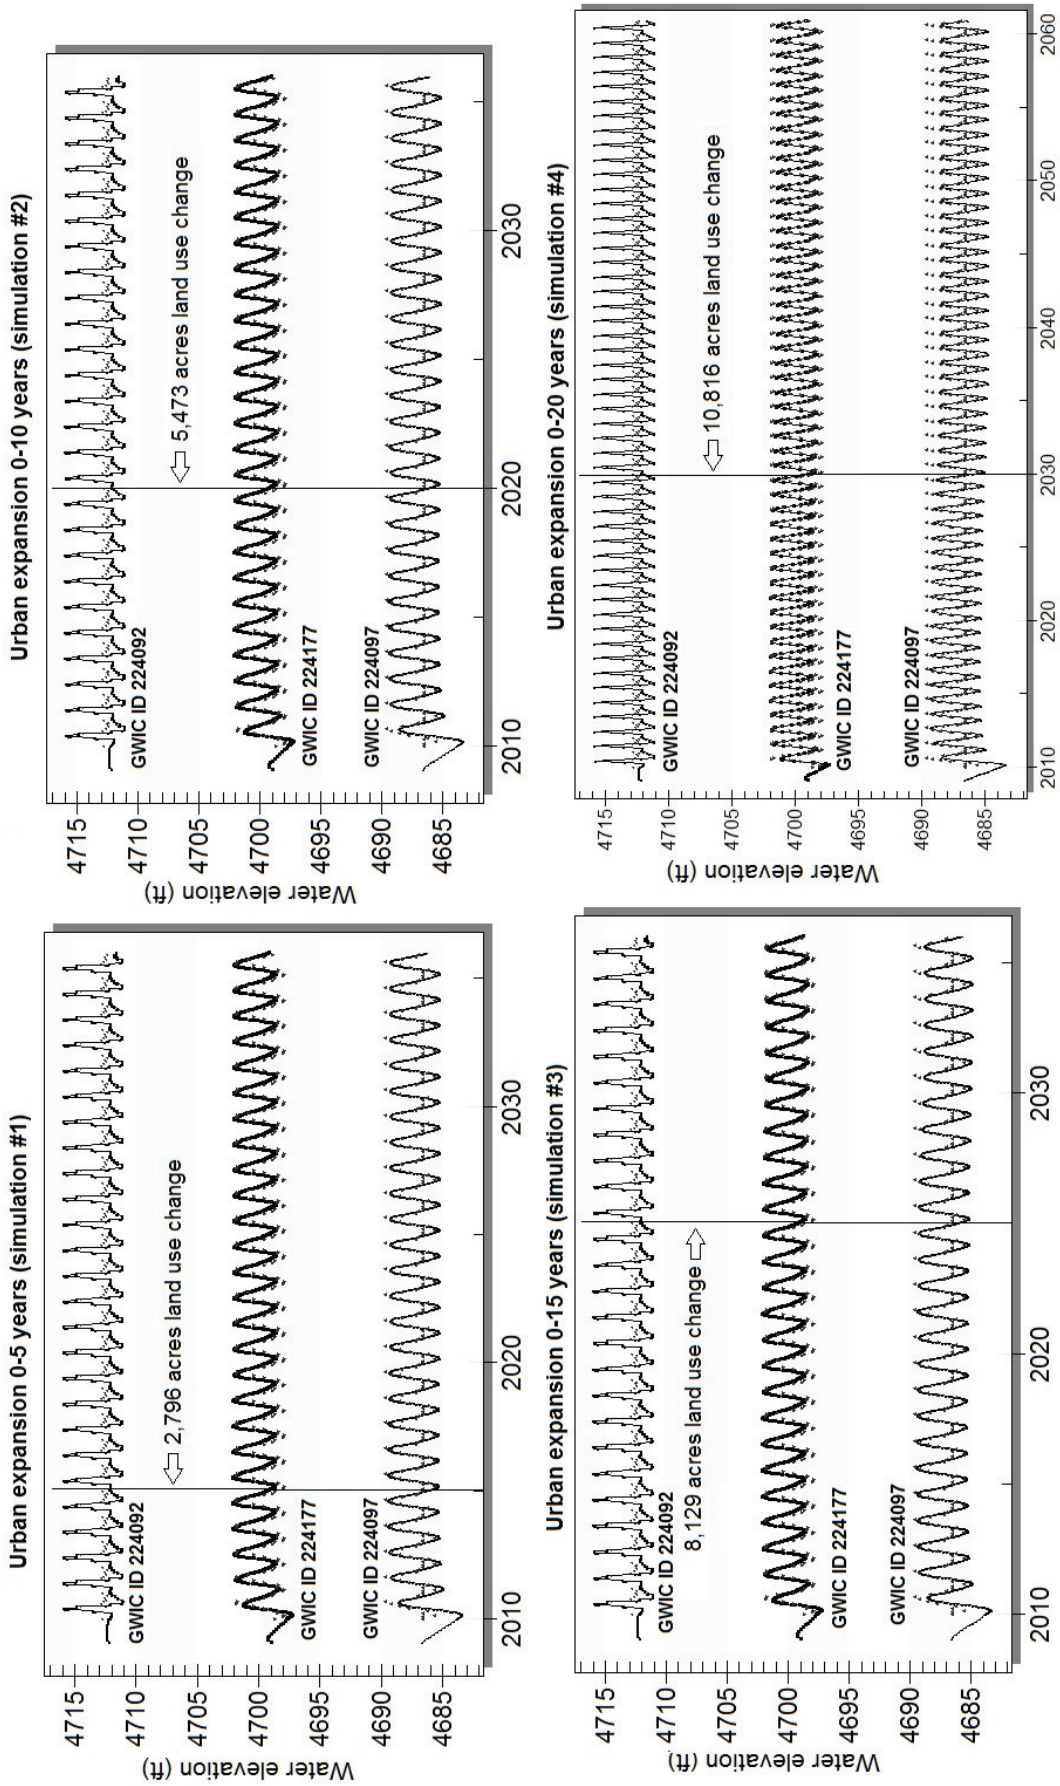 Urban expansion 0-5 years (simulation #1)
Water elevation (ft)
4715
4710
4705
4700
4695
4690
4685
GWIC ID 224092
2,796 acres land use change
GWIC ID 224177
GWIC ID 224097
2010
2020
2030
Urban expansion 0-10 years (simulation #2)
Water elevation (ft)
4715
4710
4705
4700
4695
4690
4685
GWIC ID 224092
5,473 acres land use change
GWIC ID 224177
GWIC ID 224097
2010
2020
2030
Urban expansion 0-15 years (simulation #3)
Water elevation (ft)
4715
4710
4705
4700
4695
4690
4685
GWIC ID 224092
8,129 acres land use change
GWIC ID 224177
GWIC ID 224097
2010
2020
2030
Urban expansion 0-20 years (simulation #4)
Water elevation (ft)
4715
4710
4705
4700
4695
4690
4685
GWIC ID 224092
10,816 acres land use change
GWIC ID 224177
GWIC ID 224097
2010
2020
2030
2040
2050
2060